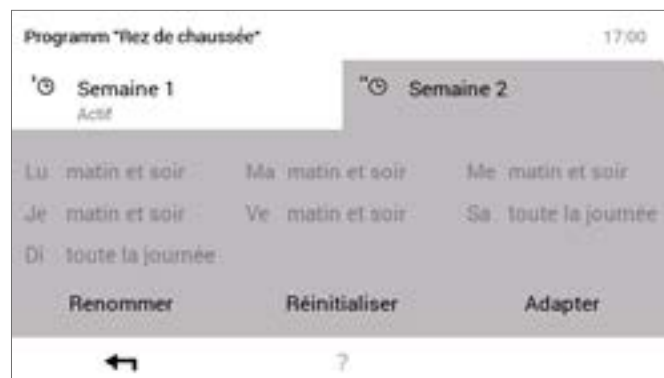 Programm "Rez de chaussée" 17:00
Semaine 1 Semaine 2
Actif
Lu matin et soir Ma matin et soir Me matin et soir
Je matin et soir Ve matin et soir Sa toute la journée
Di toute la journée
Renommer Réinitialiser Adapter
?